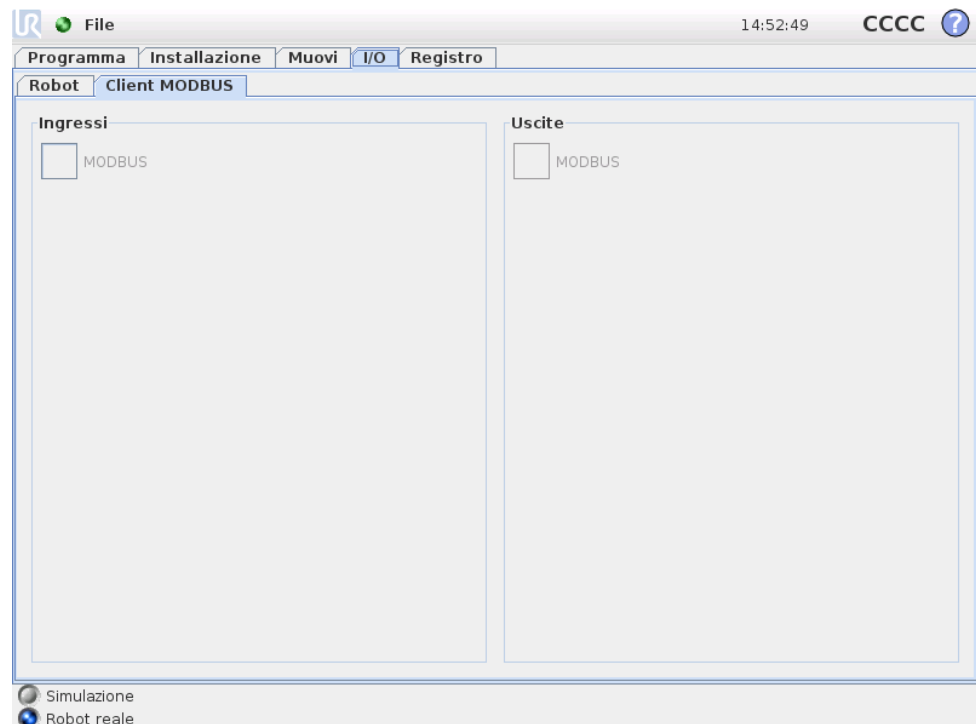 UR File 14:52:49 CCCC ?
Programma Installazione Muovi I/O Registro
Robot Client MODBUS
Ingressi Uscite
MODBUS MODBUS
Simulazione
Robot reale